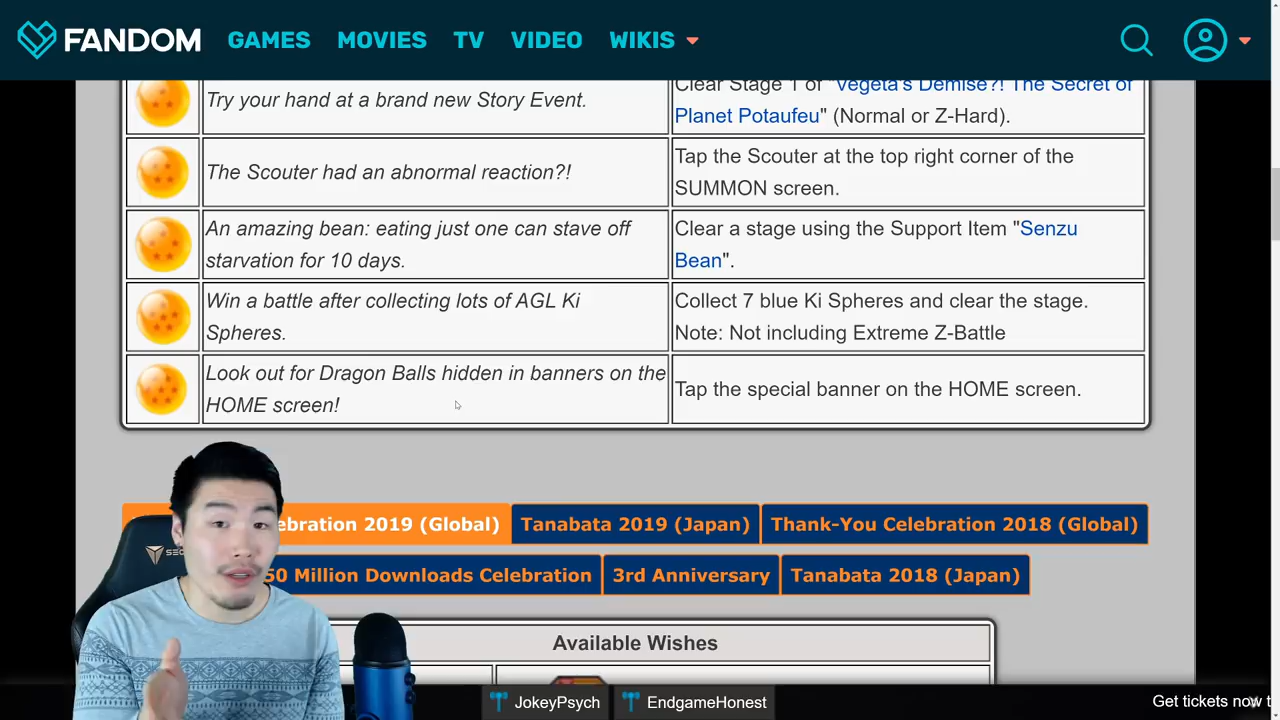 FANDOM GAMES MOVIES TV VIDEO WIKIS
Try your hand at a brand new Story Event.
Clear Stage 1 of "Vegeta's Demise?! The Secret of
Planet Potaufeu" (Normal or Z-Hard).
The Scouter had an abnormal reaction?!
Tap the Scouter at the top right corner of the
SUMMON screen.
An amazing bean: eating just one can stave off
starvation for 10 days.
Clear a stage using the Support Item "Senzu
Bean".
Win a battle after collecting lots of AGL Ki
Spheres.
Collect 7 blue Ki Spheres and clear the stage.
Note: Not including Extreme Z-Battle
Look out for Dragon Balls hidden in banners on the
HOME screen!
Tap the special banner on the HOME screen.
2019 (Global) Tanabata 2019 (Japan) Thank-You Celebration 2018 (Global)
Million Downloads Celebration 3rd Anniversary Tanabata 2018 (Japan)
Available Wishes
JokeyPsych EndgameHonest Get tickets now